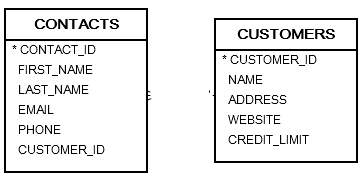 CONTACTS
* CONTACT_ID
FIRST_NAME
LAST_NAME
EMAIL
PHONE
CUSTOMER_ID
CUSTOMERS
* CUSTOMER_ID
NAME
ADDRESS
WEBSITE
CREDIT_LIMIT